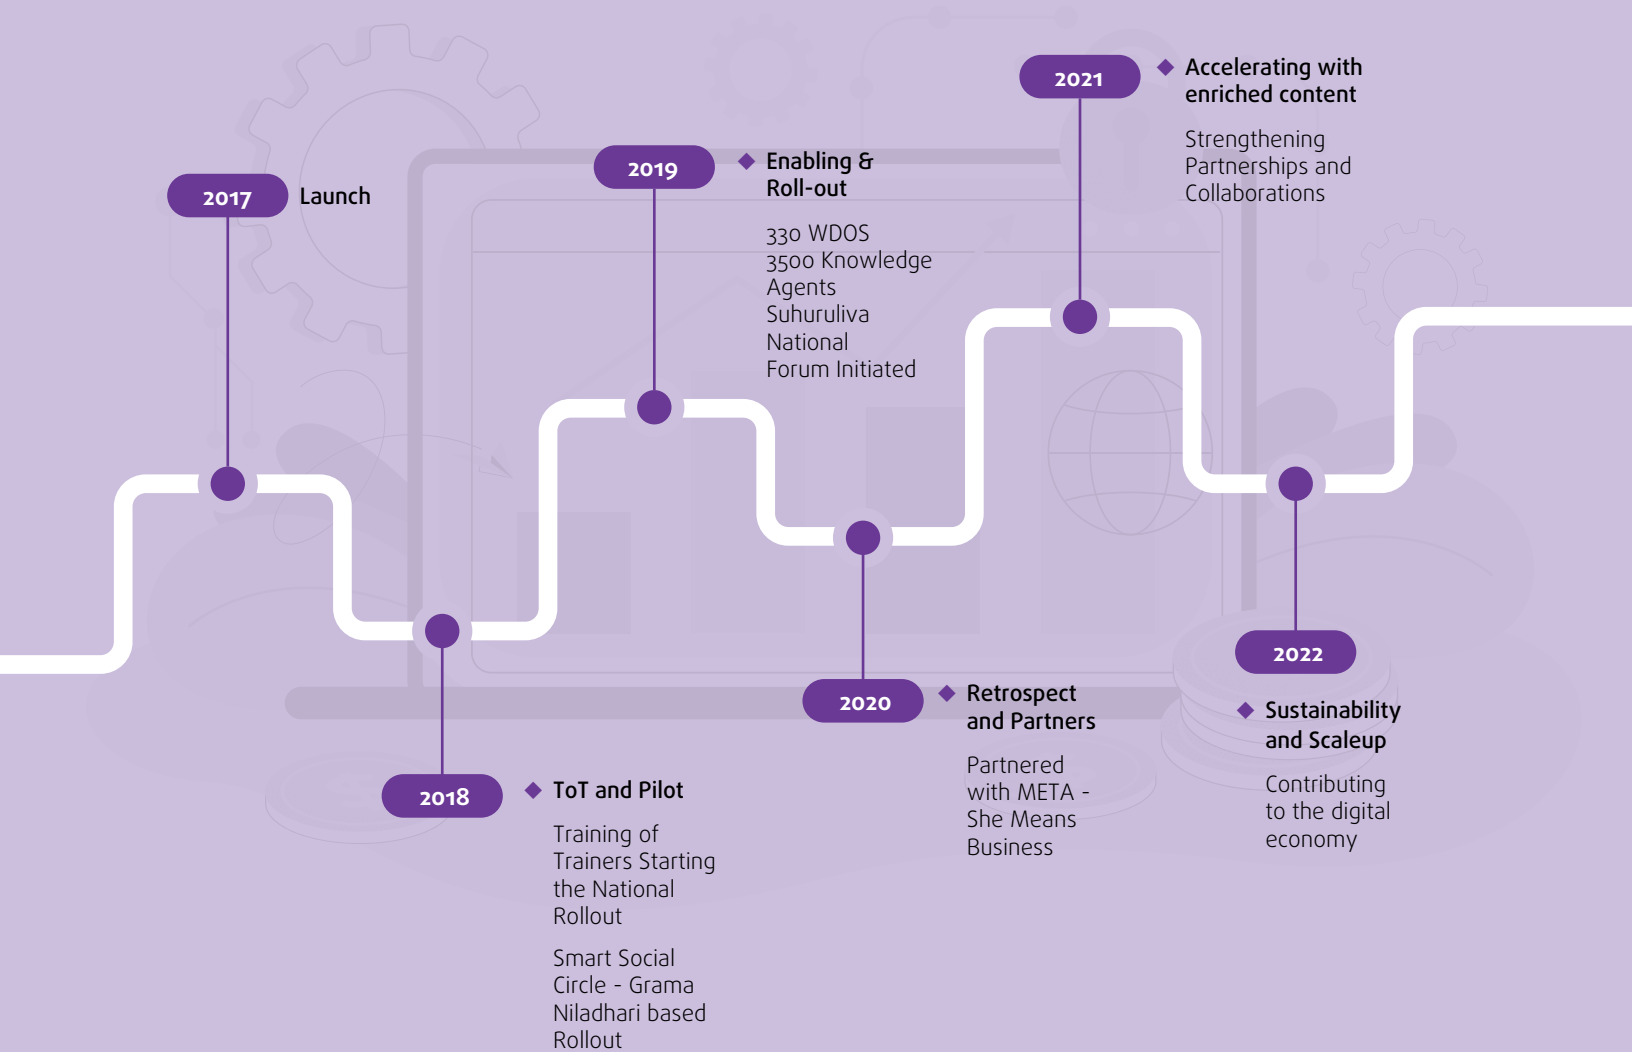 2017
Launch
2018
ToT and Pilot
Training of
Trainers Starting
the National
Rollout
Smart Social
Circle - Grama
Niladhari based
Rollout
2019
Enabling &
Roll-out
330 WDOS
3500 Knowledge
Agents
Suhuruliva
National
Forum Initiated
2020
Retrospect
and Partners
Partnered
with META -
She Means
Business
2021
Accelerating with
enriched content
Strengthening
Partnerships and
Collaborations
2022
Sustainability
and Scaleup
Contributing
to the digital
economy